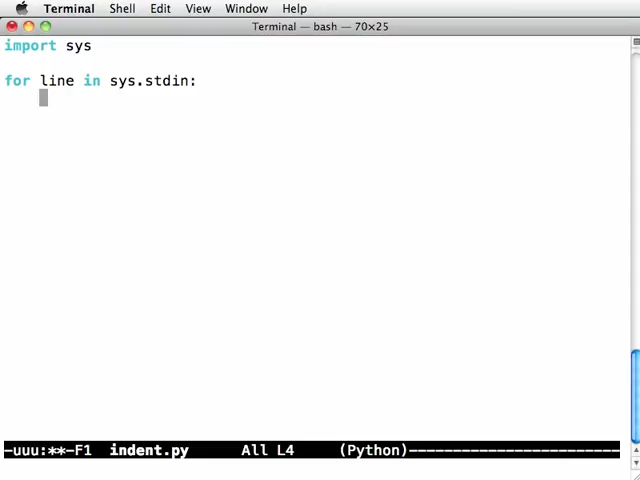 Terminal Shell Edit View Window Help
Terminal — bash — 70×25
import sys
for line in sys.stdin:
-uuu:**-F1 indent.py All L4 (Python)------------------------